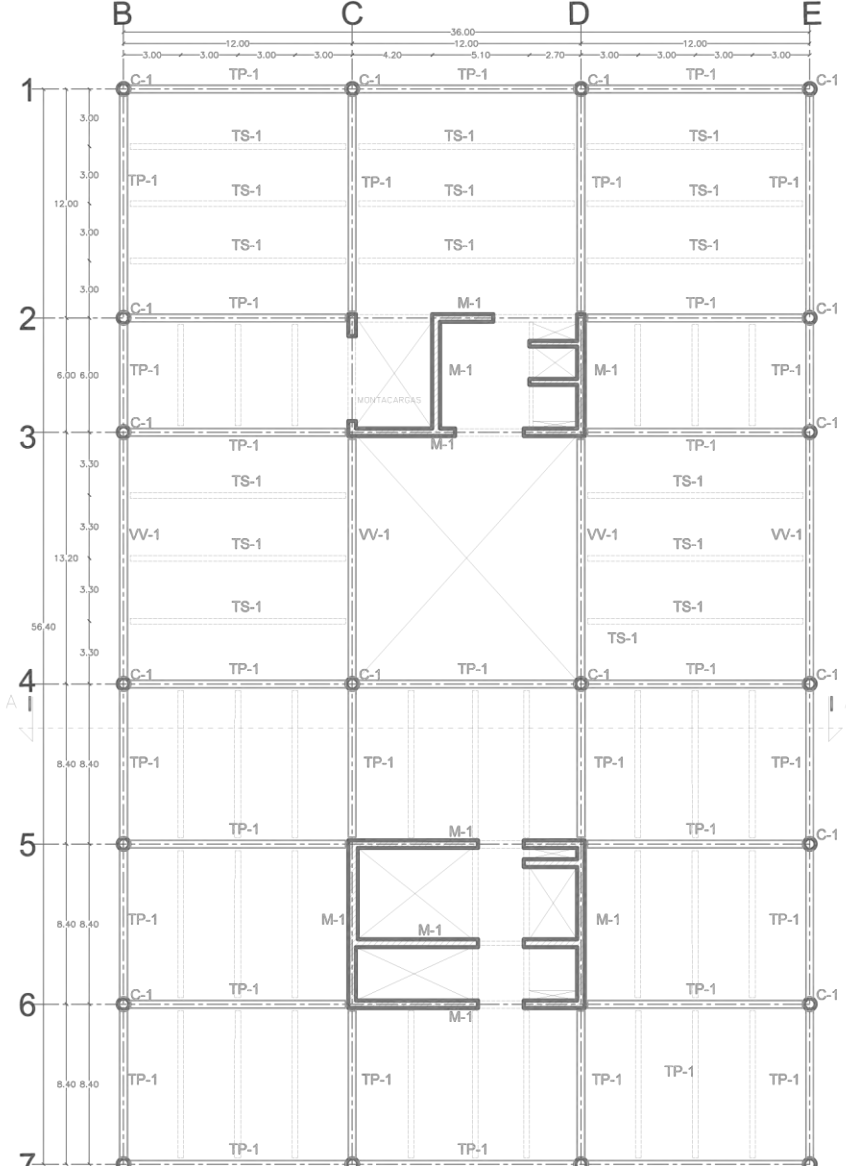 B C D E
36.00
12.00 12.00 12.00
3.00 3.00 3.00 3.00 4.20 5.10 2.70 3.00 3.00 3.00 3.00
TP-1 TP-1 TP-1
1 C-1 C-1 C-1 C-1
3.00
TS-1 TS-1 TS-1
3.00 TP-1 TP-1 TP-1 TP-1
TS-1 TS-1 TS-1
12.00
3.00
TS-1 TS-1 TS-1
3.00
C-1 TP-1 M-1 TP-1 C-1
2
6.00 6.00 TP-1 M-1 M-1 TP-1
MONTACARGAS
C-1 C-1
3
TP-1 M-1 TP-1
3.30
TS-1 TS-1
3.30 VV-1 VV-1 VV-1 VV-1
TS-1 TS-1
13.20
3.30
TS-1 TS-1
56.40
TS-1
3.30
C-1 TP-1 C-1 TP-1 C-1 TP-1 C-1
4
A
8.40 8.40 TP-1 TP-1 TP-1 TP-1
TP-1 M-1 TP-1 C-1
5
8.40 8.40 TP-1 M-1 M-1 TP-1
M-1
C-1 TP-1 TP-1 C-1
6
M-1
TP-1
8.40 8.40 TP-1 TP-1 TP-1 TP-1
TP-1 TP-1
7